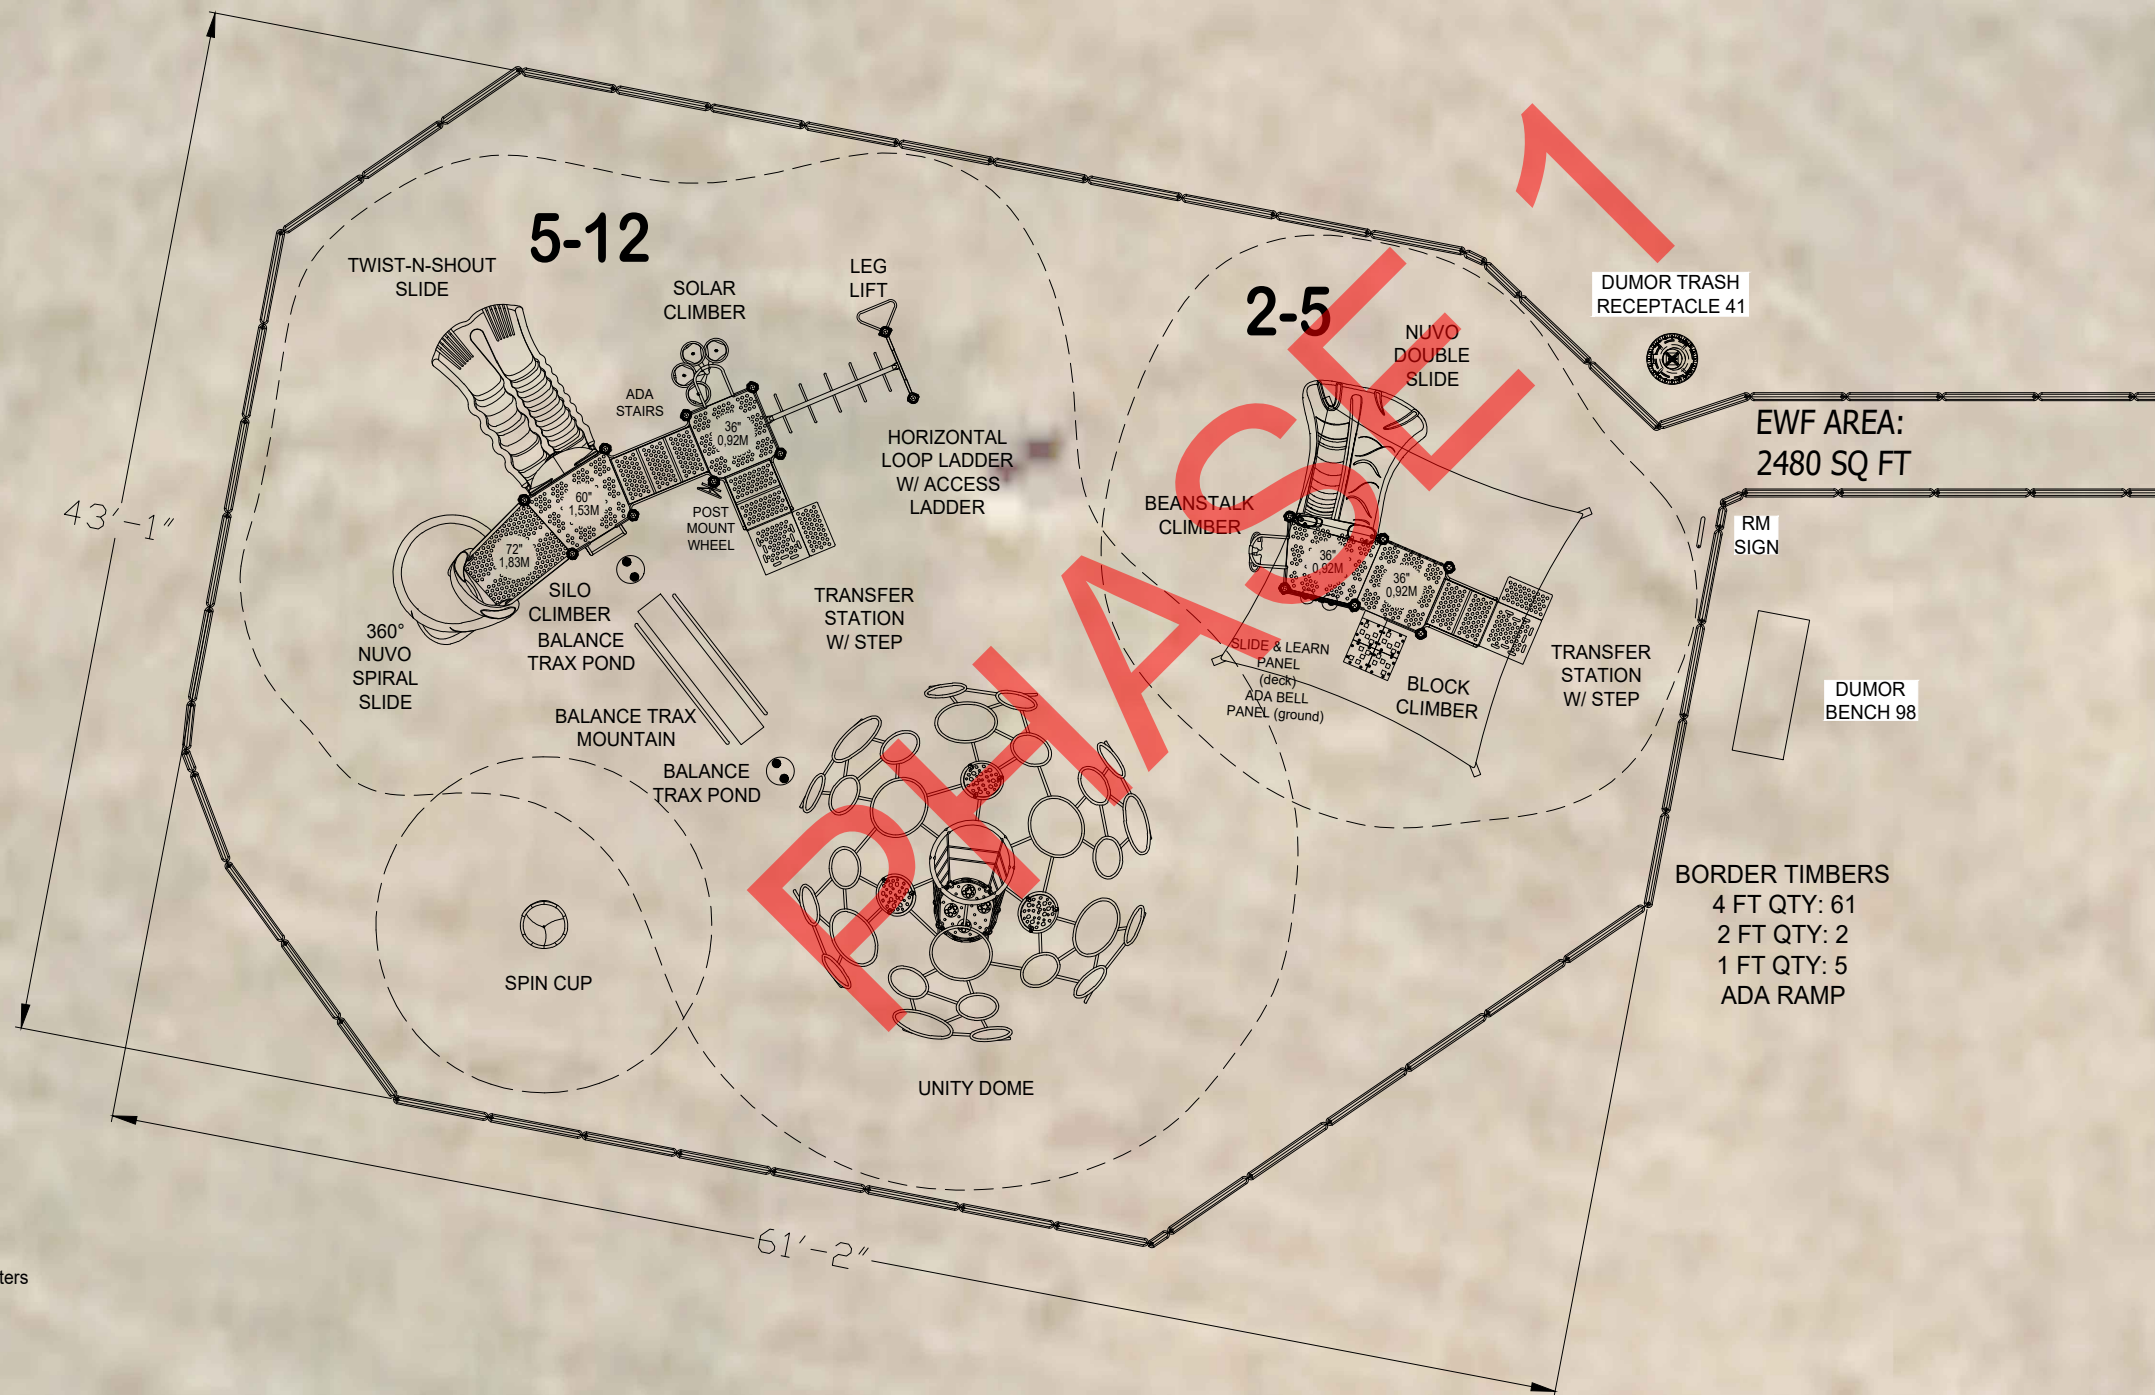 5-12
TWIST-N-SHOUT
SLIDE
SOLAR
CLIMBER
LEG
LIFT
ADA
STAIRS
36"
0,92M
60"
1,53M
72"
1,83M
POST
MOUNT
WHEEL
HORIZONTAL
LOOP LADDER
W/ ACCESS
LADDER
SILO
CLIMBER
360°
NUVO
SPIRAL
SLIDE
BALANCE
TRAX POND
TRANSFER
STATION
W/ STEP
BALANCE TRAX
MOUNTAIN
BALANCE
TRAX POND
SPIN CUP
UNITY DOME
2-5
NUVO
DOUBLE
SLIDE
BEANSTALK
CLIMBER
36"
0,92M
36"
0,92M
SLIDE & LEARN
PANEL
(deck)
ADA BELL
PANEL (ground)
BLOCK
CLIMBER
TRANSFER
STATION
W/ STEP
DUMOR TRASH
RECEPTACLE 41
EWF AREA:
2480 SQ FT
RM
SIGN
DUMOR
BENCH 98
BORDER TIMBERS
4 FT QTY: 61
2 FT QTY: 2
1 FT QTY: 5
ADA RAMP
43'-1"
61'-2"
ters
PHASE 1